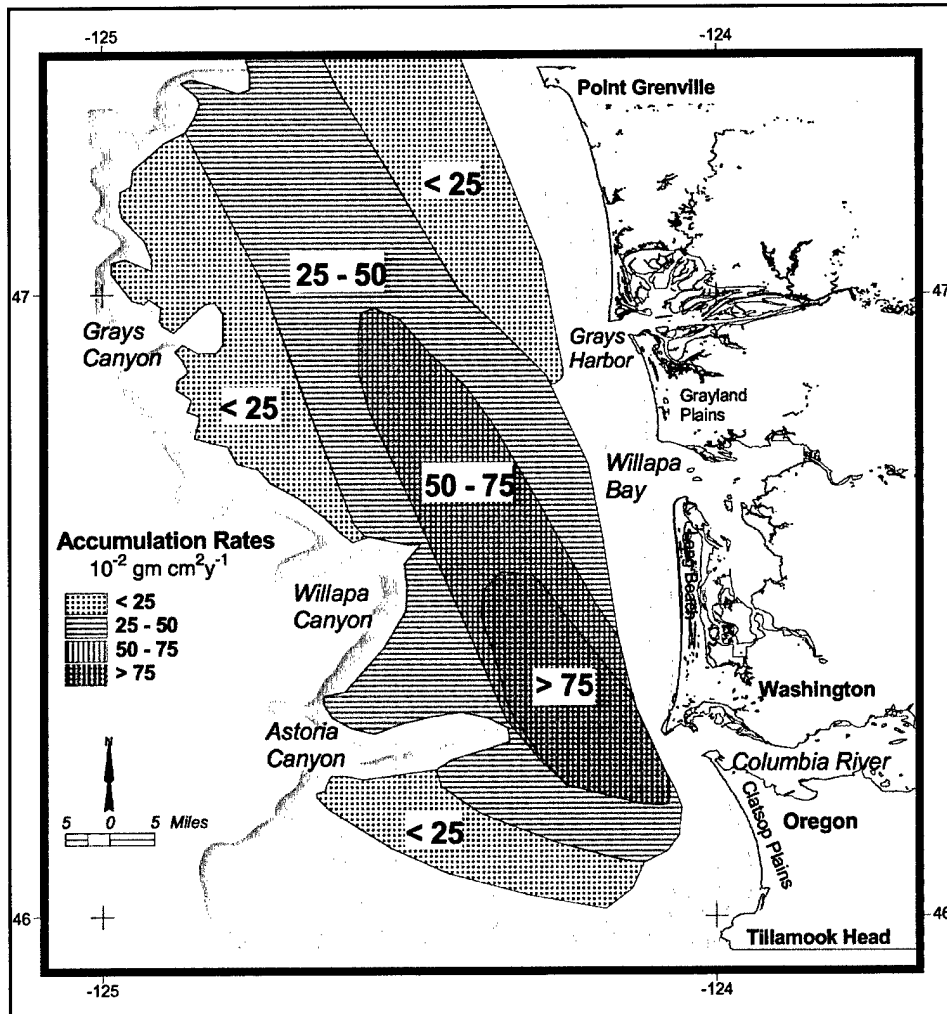 -125
-124
Point Grenville
< 25
25 - 50
47
47
Grays
Canyon
Grays
Harbor
< 25
Grayland
Plains
50 - 75
Willapa
Bay
Accumulation Rates
10⁻² gm cm²y⁻¹
< 25
25 - 50
50 - 75
> 75
Willapa
Canyon
Long Beach
> 75
Washington
Astoria
Canyon
Columbia River
N
5 0 5 Miles
< 25
Clatsop Plains
Oregon
46
46
Tillamook Head
-125
-124